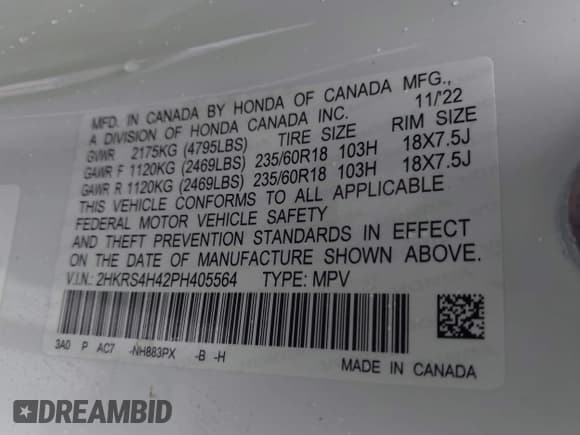 MFD. IN CANADA BY HONDA OF CANADA MFG.,
A DIVISION OF HONDA CANADA INC. 11/'22
GVWR 2175KG (4795LBS) TIRE SIZE RIM SIZE
GAWR F 1120KG (2469LBS) 235/60R18 103H 18X7.5J
GAWR R 1120KG (2469LBS) 235/60R18 103H 18X7.5J
THIS VEHICLE CONFORMS TO ALL APPLICABLE
FEDERAL MOTOR VEHICLE SAFETY
AND THEFT PREVENTION STANDARDS IN EFFECT
ON THE DATE OF MANUFACTURE SHOWN ABOVE.
V.I.N.: 2HKRS4H42PH405564 TYPE: MPV
3A0 P AC7 -NH883PX -B -H
MADE IN CANADA
DREAMBID